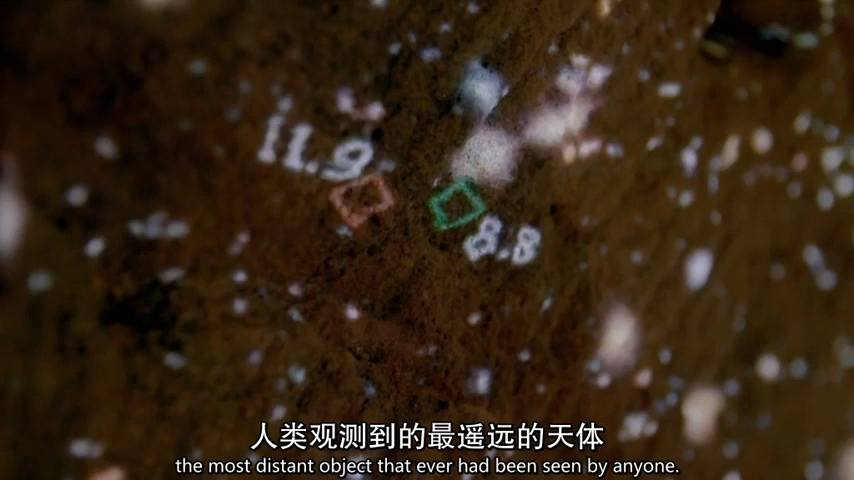 11.9
8.8
人类观测到的最遥远的天体
the most distant object that ever had been seen by anyone.